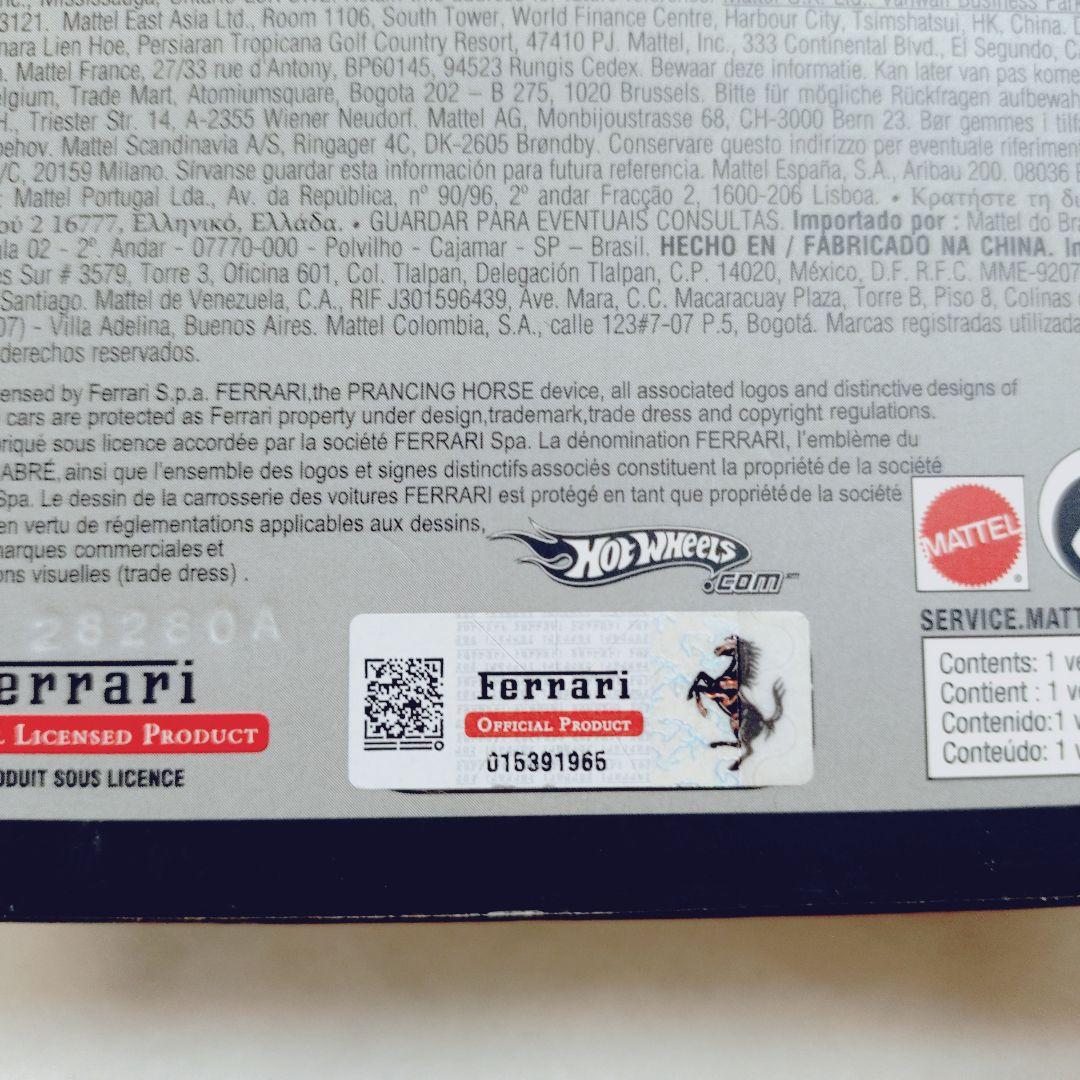 3121. Mattel East Asia Ltd., Room 1106, South Tower, World Finance Centre, Harbour City, Tsimshatsui, HK, China.
nara Lien Hoe, Persiaran Tropicana Golf Country Resort, 47410 PJ. Mattel, Inc., 333 Continental Blvd., El Segundo, C
. Mattel France, 27/33 rue d'Antony, BP60145, 94523 Rungis Cedex. Bewaar deze informatie. Kan later van pas kome
elgium, Trade Mart, Atomiumsquare, Bogota 202 – B 275, 1020 Brussels. Bitte für mögliche Rückfragen aufbewah
H., Triester Str. 14, A-2355 Wiener Neudorf. Mattel AG, Monbijoustrasse 68, CH-3000 Bern 23. Bør gemmes i tilf
behov. Mattel Scandinavia A/S, Ringager 4C, DK-2605 Brøndby. Conservare questo indirizzo per eventuale riferimen
/C, 20159 Milano. Sírvanse guardar esta información para futura referencia. Mattel España, S.A., Aribau 200. 08036
: Mattel Portugal Lda., Av. da República, nº 90/96, 2º andar Fracção 2, 1600-206 Lisboa. • Κρατήστε τη δι
ού 2 16777, Ελληνικό, Ελλάδα. • GUARDAR PARA EVENTUAIS CONSULTAS. Importado por : Mattel do Bra
ala 02 - 2º Andar - 07770-000 - Polvilho - Cajamar - SP – Brasil. HECHO EN / FABRICADO NA CHINA. In
es Sur # 3579, Torre 3, Oficina 601, Col. Tlalpan, Delegación Tlalpan, C.P. 14020, México, D.F. R.F.C. MME-9207
Santiago. Mattel de Venezuela, C.A., RIF J301596439, Ave. Mara, C.C. Macaracuay Plaza, Torre B, Piso 8, Colinas
07) - Villa Adelina, Buenos Aires. Mattel Colombia, S.A., calle 123#7-07 P.5, Bogotá. Marcas registradas utilizada
derechos reservados.
ensed by Ferrari S.p.a. FERRARI,the PRANCING HORSE device, all associated logos and distinctive designs of
cars are protected as Ferrari property under design,trademark,trade dress and copyright regulations.
riqué sous licence accordée par la société FERRARI Spa. La dénomination FERRARI, l'emblème du
ABRÉ, ainsi que l'ensemble des logos et signes distinctifs associés constituent la propriété de la société
Spa. Le dessin de la carrosserie des voitures FERRARI est protégé en tant que propriété de la société
en vertu de réglementations applicables aux dessins,
marques commerciales et
ons visuelles (trade dress) .
HOT WHEELS
.COM
MATTEL
SERVICE.MATT
28280A
errari
L LICENSED PRODUCT
ODUIT SOUS LICENCE
Ferrari
OFFICIAL PRODUCT
015391965
Contents: 1 ve
Contient : 1 vé
Contenido:1 v
Conteúdo: 1 v